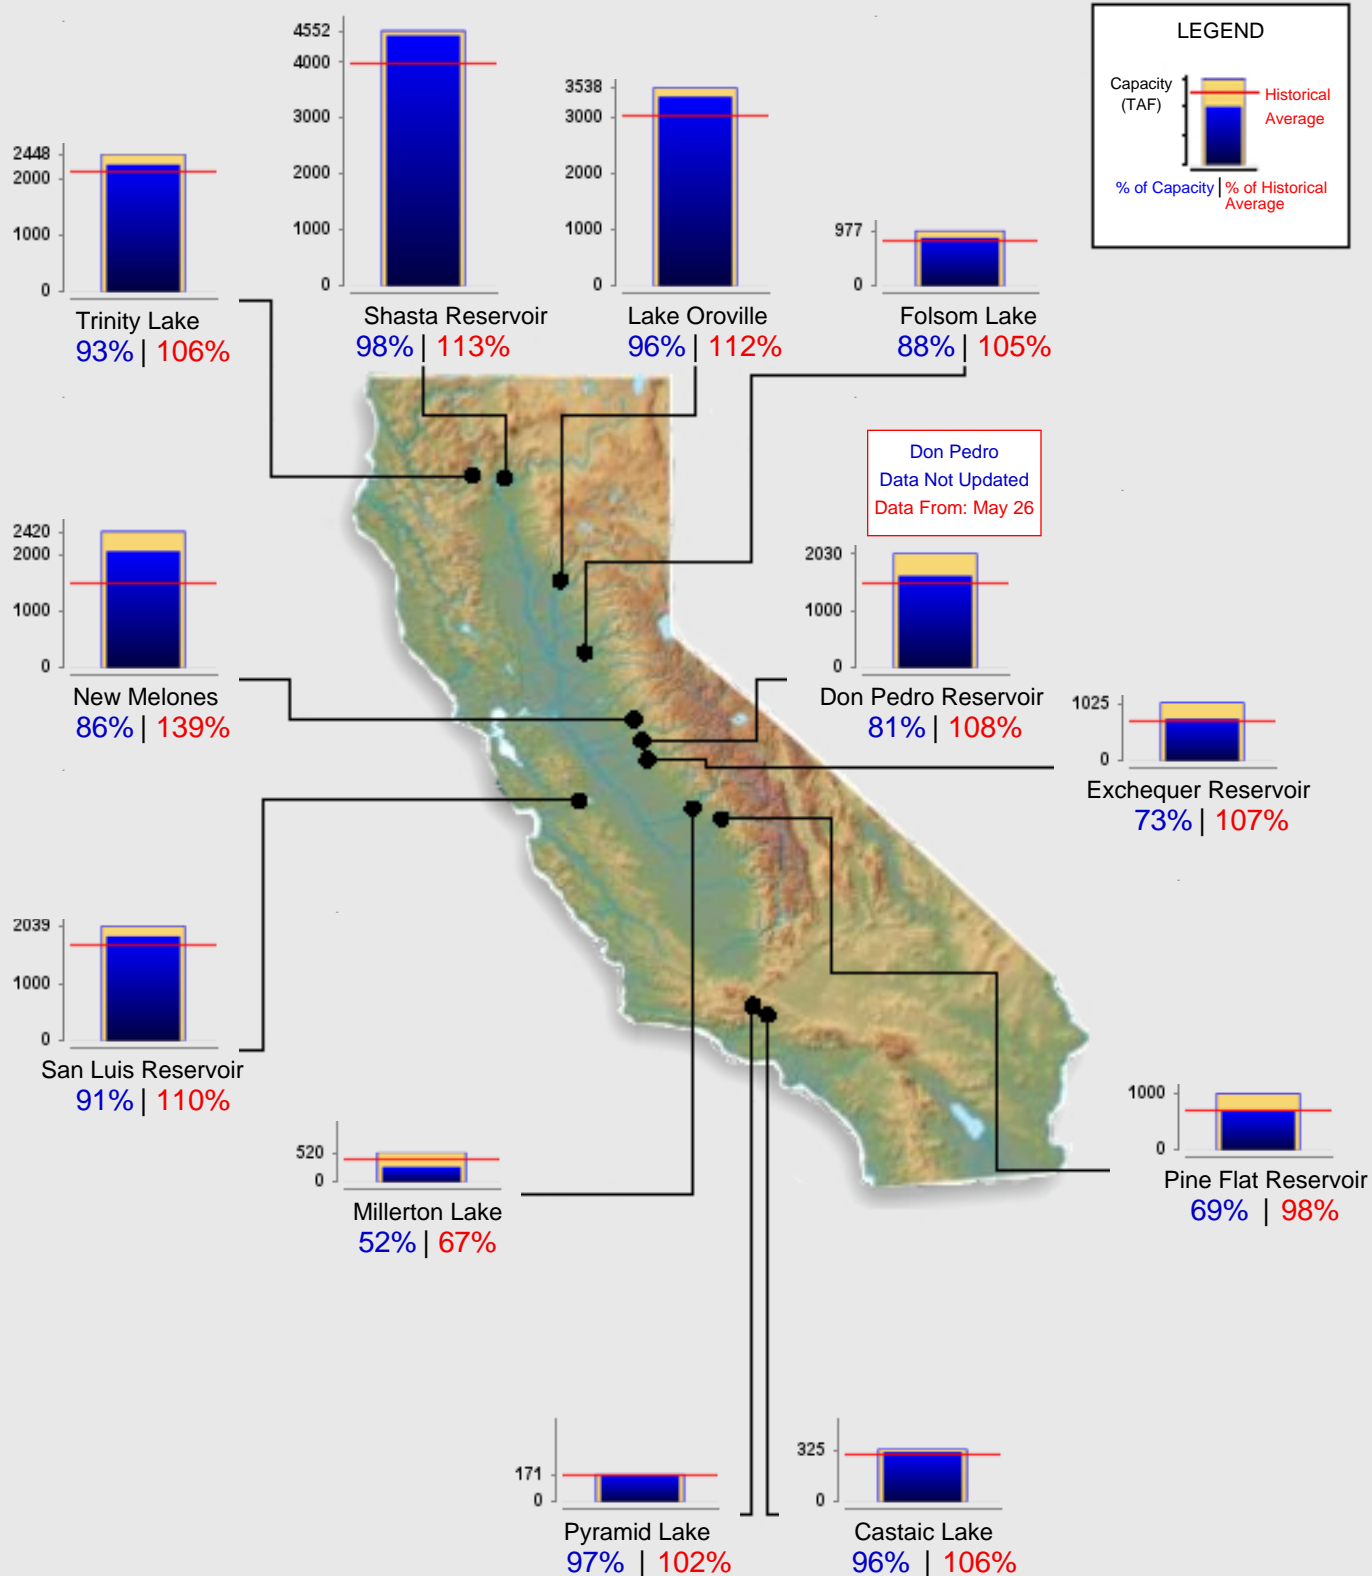 LEGEND
Capacity
(TAF)
Historical
Average
% of Capacity | % of Historical
Average
4552
4000
3000
2000
1000
0
Shasta Reservoir
98% | 113%
3538
3000
2000
1000
0
Lake Oroville
96% | 112%
2448
2000
1000
0
Trinity Lake
93% | 106%
977
0
Folsom Lake
88% | 105%
Don Pedro
Data Not Updated
Data From: May 26
2420
2000
1000
0
New Melones
86% | 139%
2030
1000
0
Don Pedro Reservoir
81% | 108%
1025
0
Exchequer Reservoir
73% | 107%
2039
1000
0
San Luis Reservoir
91% | 110%
520
0
Millerton Lake
52% | 67%
1000
0
Pine Flat Reservoir
69% | 98%
171
0
Pyramid Lake
97% | 102%
325
0
Castaic Lake
96% | 106%